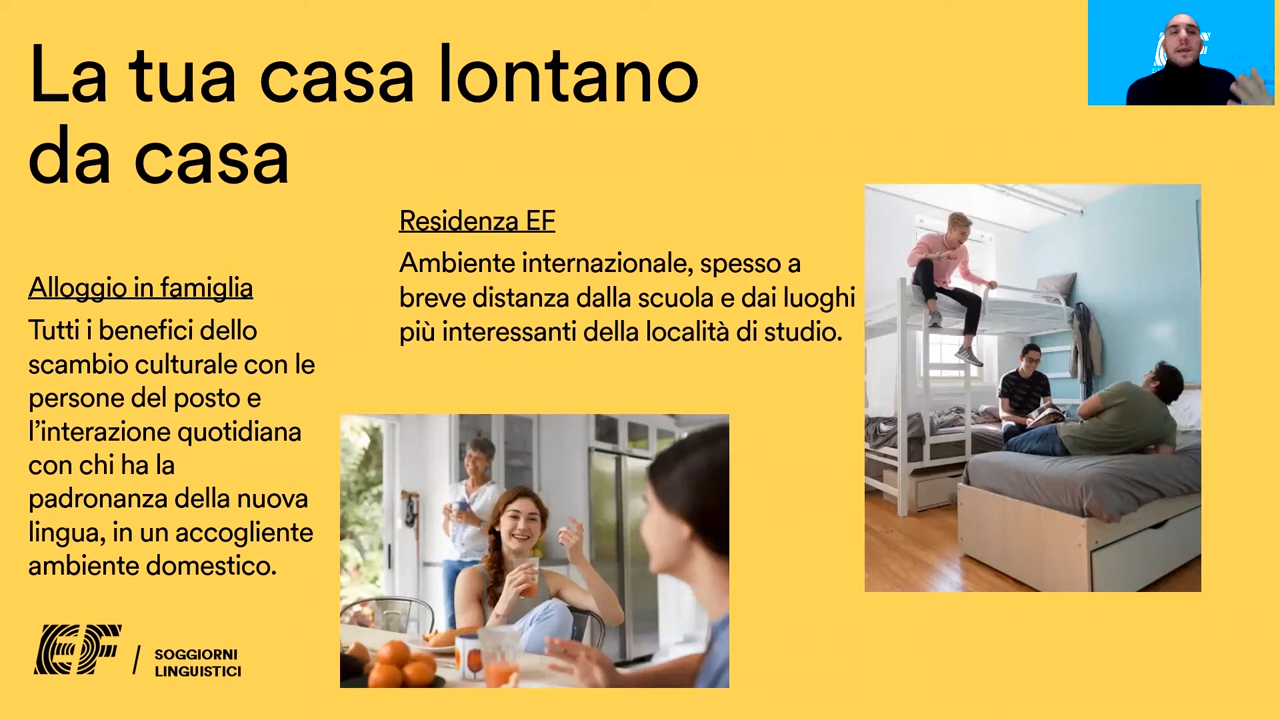 La tua casa lontano
da casa
Alloggio in famiglia
Tutti i benefici dello
scambio culturale con le
persone del posto e
l’interazione quotidiana
con chi ha la
padronanza della nuova
lingua, in un accogliente
ambiente domestico.
Residenza EF
Ambiente internazionale, spesso a
breve distanza dalla scuola e dai luoghi
più interessanti della località di studio.
EF / SOGGIORNI
LINGUISTICI
EF